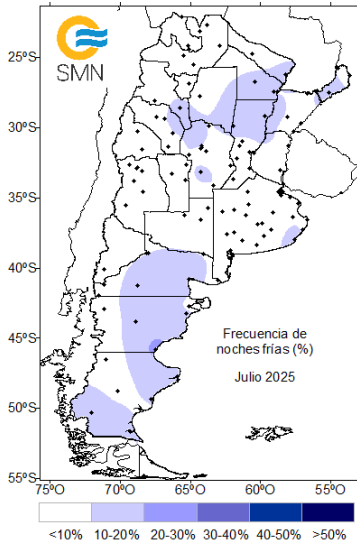 SMN
25°S
30°S
35°S
40°S
45°S
50°S
55°S
Frecuencia de
noches frías (%)
Julio 2025
75°O 70°O 65°O 60°O 55°O
<10% 10-20% 20-30% 30-40% 40-50% >50%